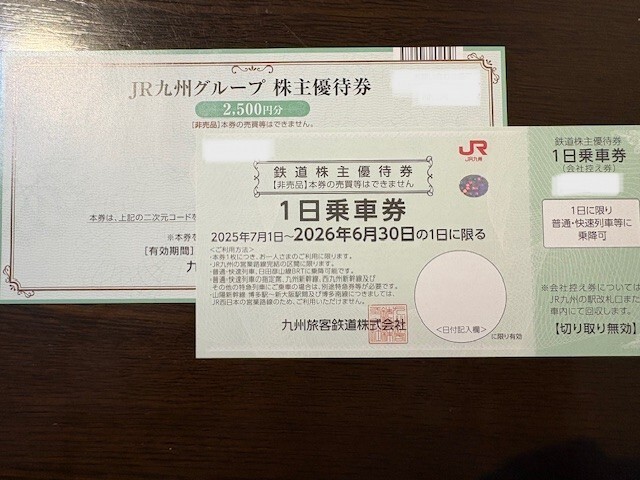 JR九州グループ 株主優待券
2,500円分
[非売品]本券の売買等はできません。
本券は、上記の二次元コードを
※本券を
[有効期間]
九
鉄道株主優待券
【非売品】本券の売買等はできません
1日乗車券
2025年7月1日～2026年6月30日の1日に限る
＜ご利用方法＞
・本券1枚につき、お一人さまのご利用に限ります。
・JR九州の営業路線完結の区間に限ります。
・普通・快速列車、日田彦山線BRTに乗降可能です。
・普通・快速列車の指定席、九州新幹線、西九州新幹線及び
その他の特急列車にご乗車の場合は、別途特急券等が必要です。
・山陽新幹線 博多駅～新大阪駅間及び博多南線につきましては、
JR西日本の営業路線のため、ご利用いただけません。
九州旅客鉄道株式会社
JR
JR九州
＜日付記入欄＞
に限り有効
鉄道株主優待券
1日乗車券
(会社控え券)
1日に限り
普通・快速列車等に
乗降可
※会社控え券については
JR九州の駅改札口また
車内にて回収します。
【切り取り無効】